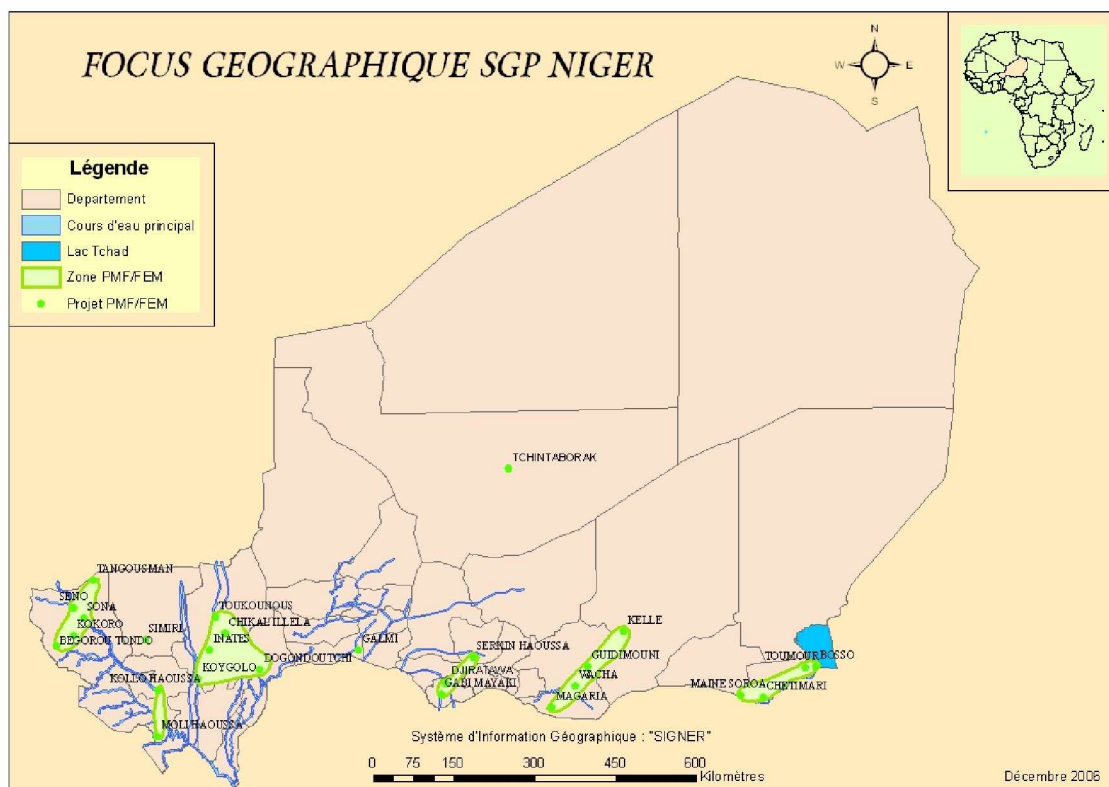 FOCUS GEOGRAPHIQUE SGP NIGER
N
W
E
S
Légende
Departement
Cours d'eau principal
Lac Tchad
Zone PMF/FEM
Projet PMF/FEM
TCHINTABORAK
TANGOUSMAN
SENO
SONA
KOKORO
BEGOROU TONDO
SIMIRI
TOUKOUNOUS
CHIKAL ILLELA
INATES
KOYGOLO
DOGONDOUTCHI
GALMI
KOLLO HAOUSSA
MOLI HAOUSSA
SERKIN HAOUSSA
DJIRATAWA
GABI MAYAKI
KELLE
GUIDIMOUNI
WACHA
MAGARIA
TOUMOUR
BOSSO
MAINE SOROA
CHETIMARI
Système d'Information Géographique : "SIGNER"
0 75 150 300 450 600
Kilomètres
Décembre 2006